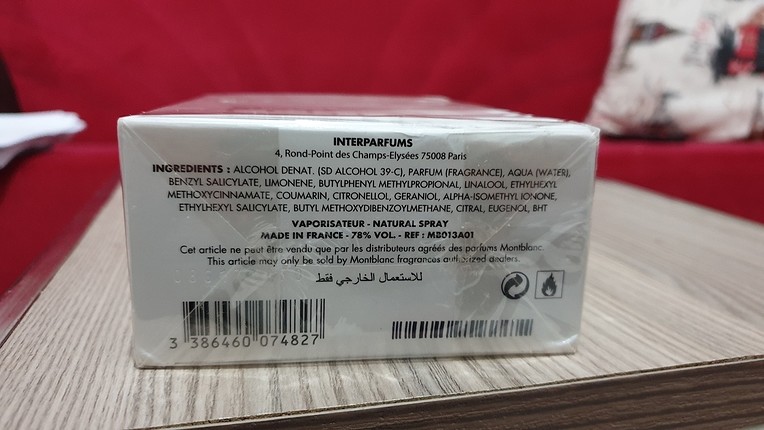 INTERPARFUMS
4, Rond-Point des Champs-Elysées 75008 Paris
INGREDIENTS : ALCOHOL DENAT. (SD ALCOHOL 39-C), PARFUM (FRAGRANCE), AQUA (WATER),
BENZYL SALICYLATE, LIMONENE, BUTYLPHENYL METHYLPROPIONAL, LINALOOL, ETHYLHEXYL
METHOXYCINNAMATE, COUMARIN, CITRONELLOL, GERANIOL, ALPHA-ISOMETHYL IONONE,
ETHYLHEXYL SALICYLATE, BUTYL METHOXYDIBENZOYLMETHANE, CITRAL, EUGENOL, BHT
VAPORISATEUR - NATURAL SPRAY
MADE IN FRANCE - 78% VOL. - REF : MB013A01
Cet article ne peut être vendu que par les distributeurs agréés des parfums Montblanc.
This article may only be sold by Montblanc fragrances authorized dealers.
للاستعمال الخارجي فقط
3 386460 074827